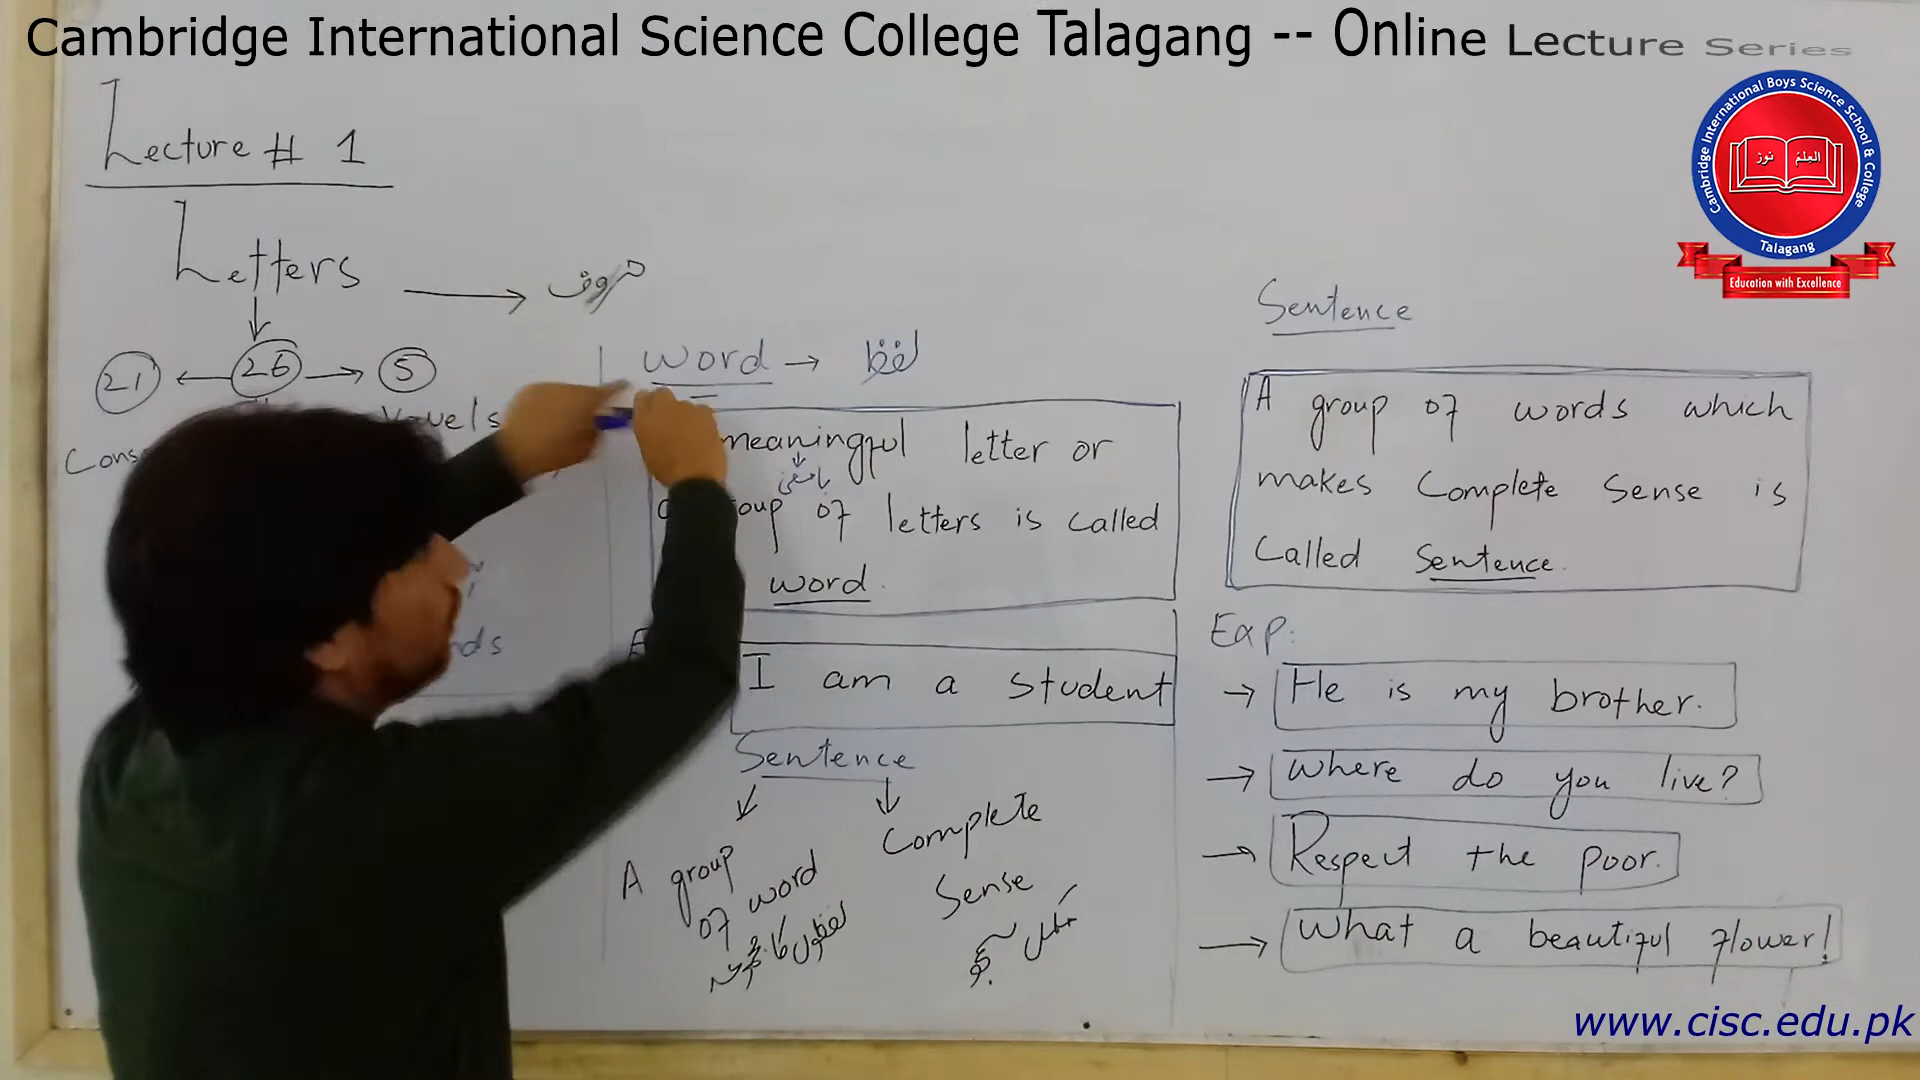 Cambridge International Science College Talagang -- Online Lecture Series
Cambridge International Boys Science School & College
نور
العلم
Talagang
Education with Excellence
Lecture # 1
Letters → حروف
21 ← 26 → 5
Vowels
Cons
word → لفظ
meaningful letter or
بامعنی
group of letters is called
word.
I am a student
Sentence
A group
of word
لفظوں کا مجموعہ
Complete
Sense
مکمل سمجھ
Sentence
A group of words which
makes Complete Sense is
Called Sentence.
Exp:
→ He is my brother.
→ where do you live?
→ Respect the poor.
→ what a beautiful flower!
www.cisc.edu.pk